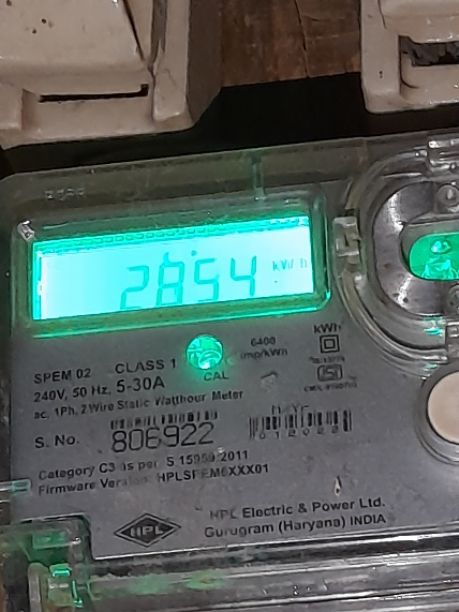 2854 kWh
6400
imp/kWh
kWh
SPEM 02 CLASS 1
CAL
240V, 50 Hz, 5-30A
ac, 1Ph, 2 Wire Static Watthour Meter
S. No. 806922
012022
Category C3 as per S 15959:2011
Firmware Version HPLSPEM6XXX01
HPL
HPL Electric & Power Ltd.
Gurugram (Haryana) INDIA